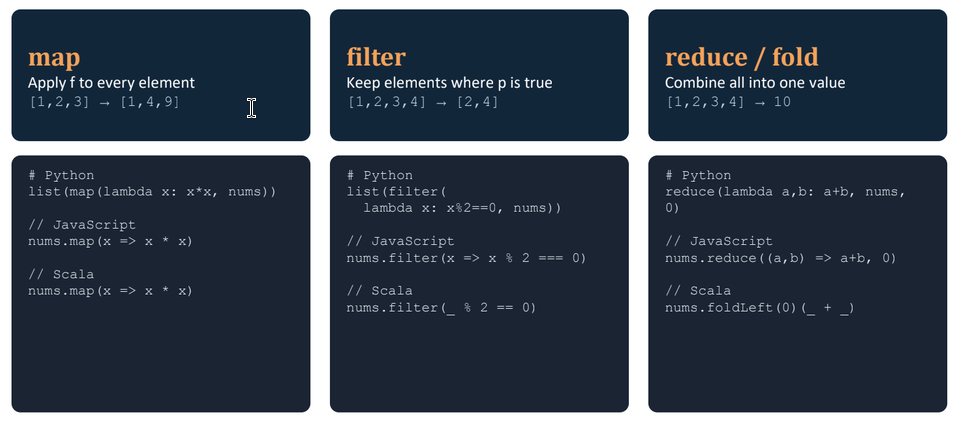 map
Apply f to every element
[1,2,3] → [1,4,9]
filter
Keep elements where p is true
[1,2,3,4] → [2,4]
reduce / fold
Combine all into one value
[1,2,3,4] → 10
# Python
list(map(lambda x: x*x, nums))
// JavaScript
nums.map(x => x * x)
// Scala
nums.map(x => x * x)
# Python
list(filter(
  lambda x: x%2==0, nums))
// JavaScript
nums.filter(x => x % 2 === 0)
// Scala
nums.filter(_ % 2 == 0)
# Python
reduce(lambda a,b: a+b, nums,
0)
// JavaScript
nums.reduce((a,b) => a+b, 0)
// Scala
nums.foldLeft(0)(_ + _)